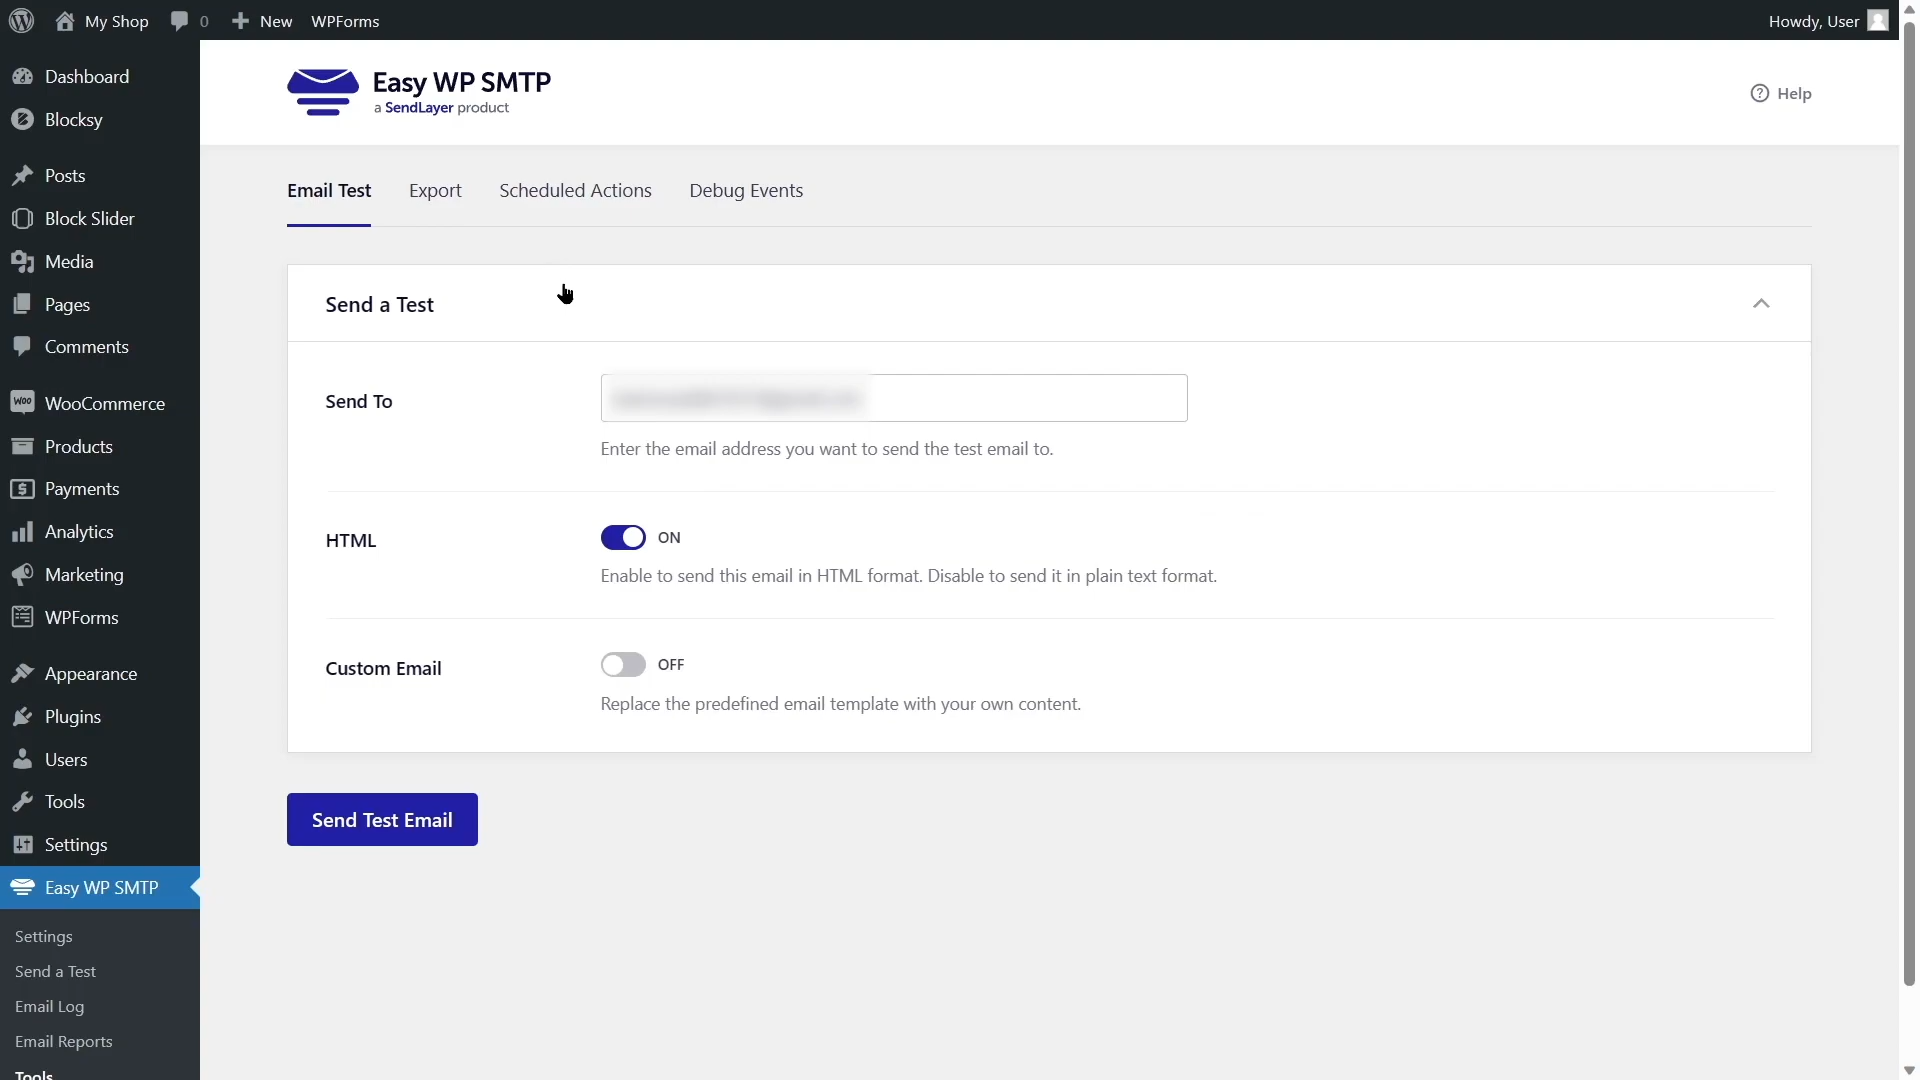 My Shop
0
New
WPForms
Howdy, User
Dashboard
Blocksy
Posts
Block Slider
Media
Pages
Comments
WooCommerce
Products
Payments
Analytics
Marketing
WPForms
Appearance
Plugins
Users
Tools
Settings
Easy WP SMTP
Settings
Send a Test
Email Log
Email Reports
Tools
Easy WP SMTP
a SendLayer product
Help
Email Test
Export
Scheduled Actions
Debug Events
Send a Test
Send To
Enter the email address you want to send the test email to.
HTML
ON
Enable to send this email in HTML format. Disable to send it in plain text format.
Custom Email
OFF
Replace the predefined email template with your own content.
Send Test Email